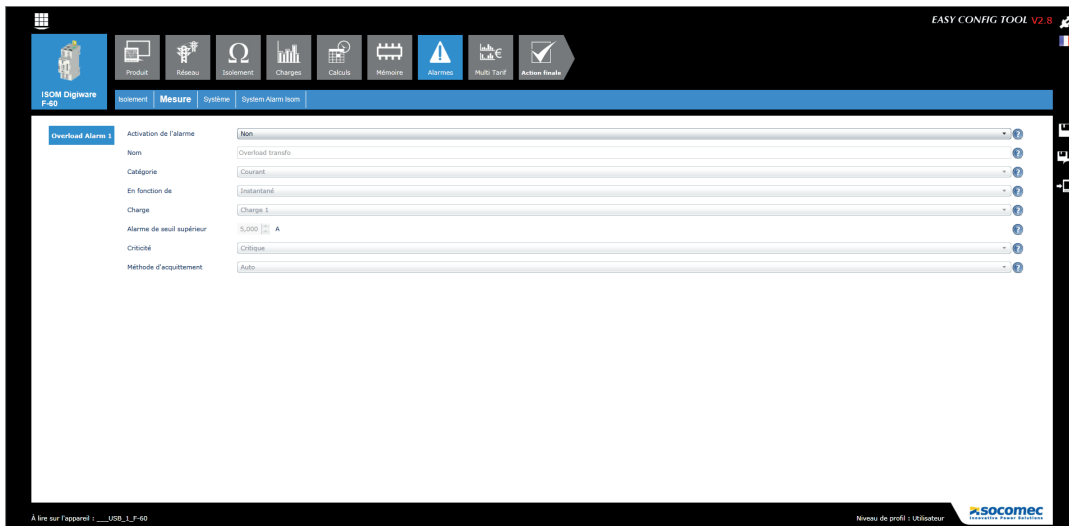 EASY CONFIG TOOL V2.8
Produit
Réseau
Isolement
Charges
Calculs
Mémoire
Alarmes
Multi Tarif
Action finale
ISOM Digiware
F-60
Isolement
Mesure
Système
System Alarm Isom
Overload Alarm 1
Activation de l'alarme
Non
Nom
Overload transfo
Catégorie
Courant
En fonction de
Instantané
Charge
Charge 1
Alarme de seuil supérieur
5,000 A
Criticité
Critique
Méthode d'acquittement
Auto
À lire sur l'appareil : ___USB_1_F-60
Niveau de profil : Utilisateur
socomec
Innovative Power Solutions